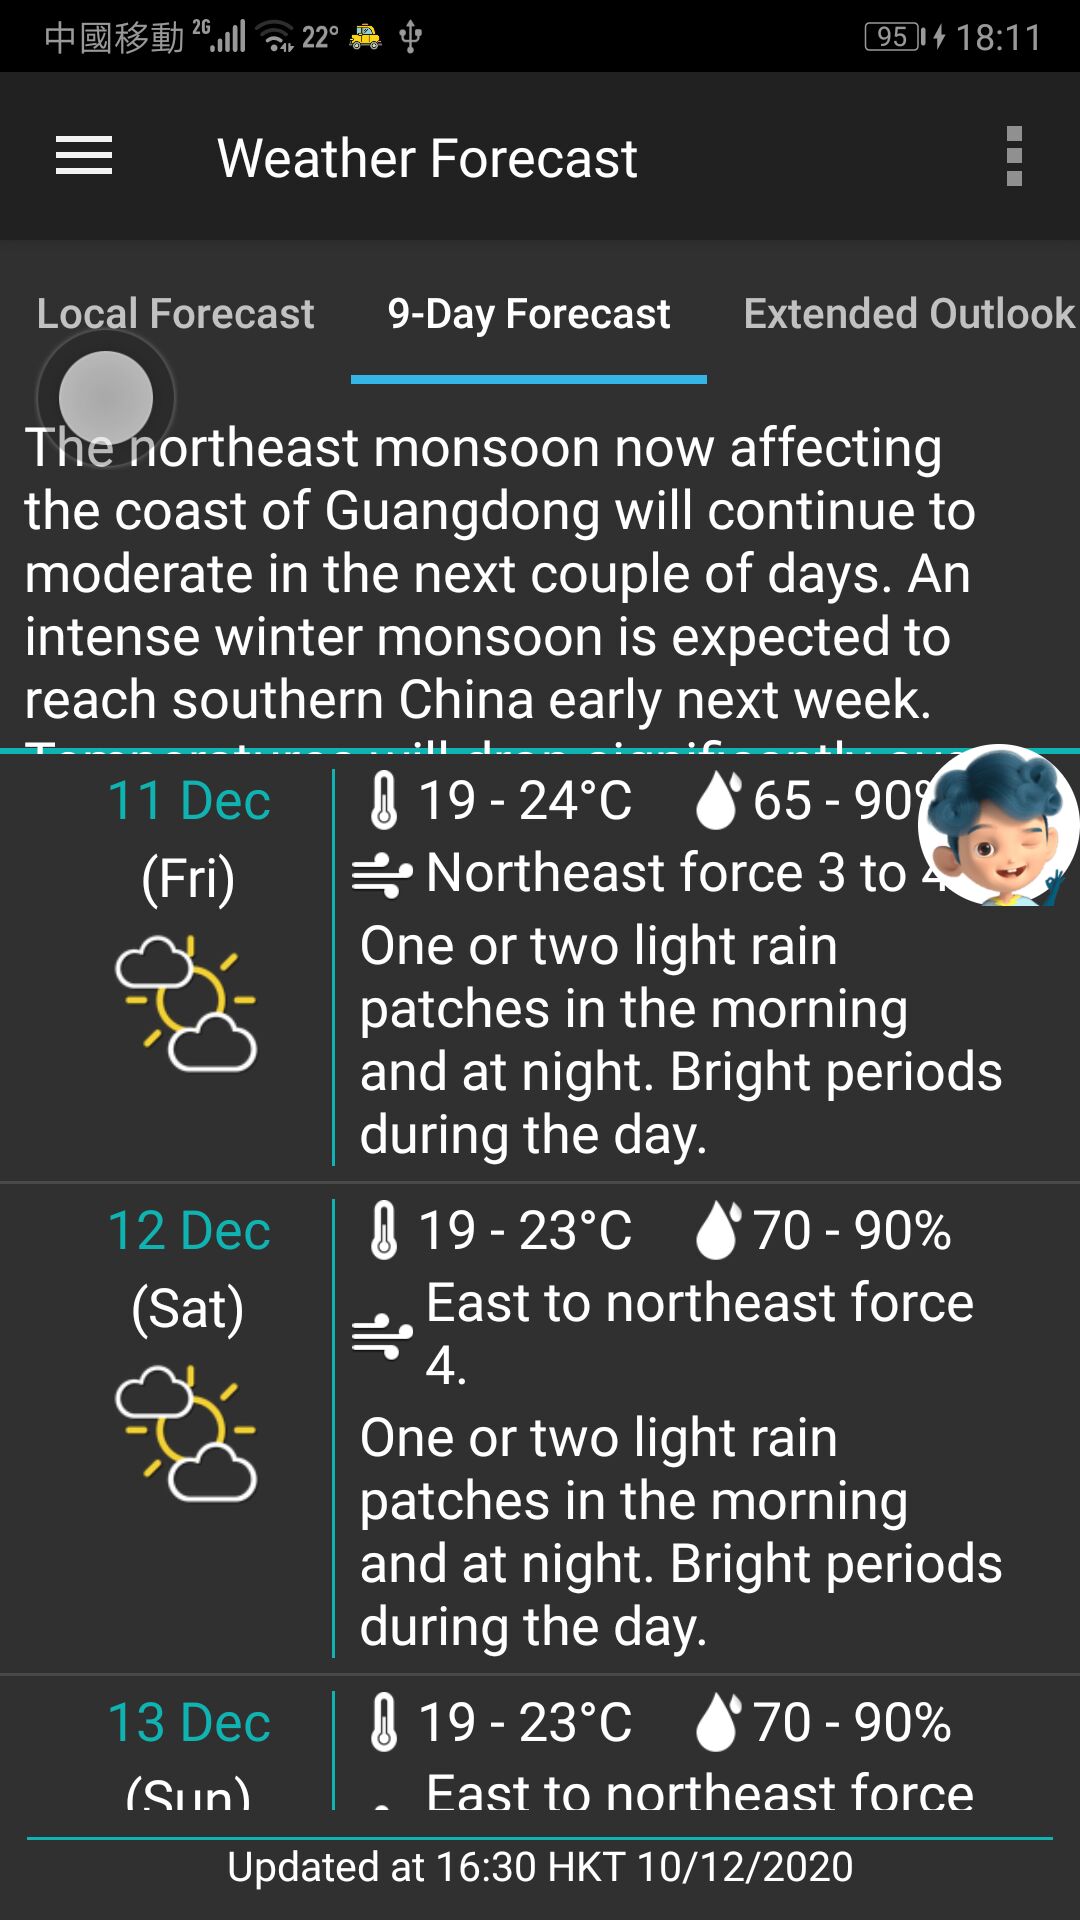 中國移動 2G 22° 95 18:11
Weather Forecast
Local Forecast 9-Day Forecast Extended Outlook
The northeast monsoon now affecting
the coast of Guangdong will continue to
moderate in the next couple of days. An
intense winter monsoon is expected to
reach southern China early next week.
Temperatures will drop significantly
11 Dec 19 - 24°C 65 - 90%
(Fri) Northeast force 3 to 4
One or two light rain
patches in the morning
and at night. Bright periods
during the day.
12 Dec 19 - 23°C 70 - 90%
(Sat) East to northeast force
4.
One or two light rain
patches in the morning
and at night. Bright periods
during the day.
13 Dec 19 - 23°C 70 - 90%
(Sun) East to northeast force
Updated at 16:30 HKT 10/12/2020